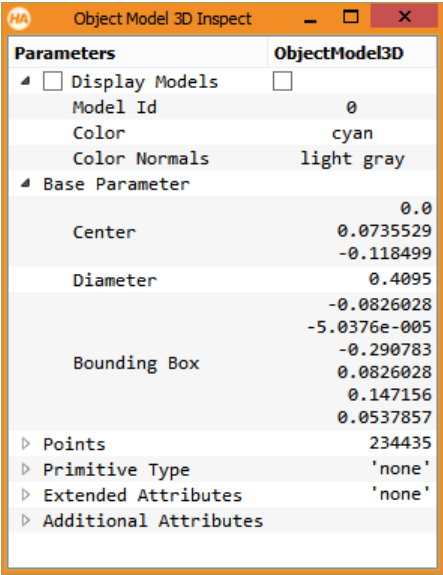 HA Object Model 3D Inspect
Parameters ObjectModel3D
Display Models
Model Id 0
Color cyan
Color Normals light gray
Base Parameter
Center 0.0
0.0735529
-0.118499
Diameter 0.4095
Bounding Box -0.0826028
-5.0376e-005
-0.290783
0.0826028
0.147156
0.0537857
Points 234435
Primitive Type 'none'
Extended Attributes 'none'
Additional Attributes